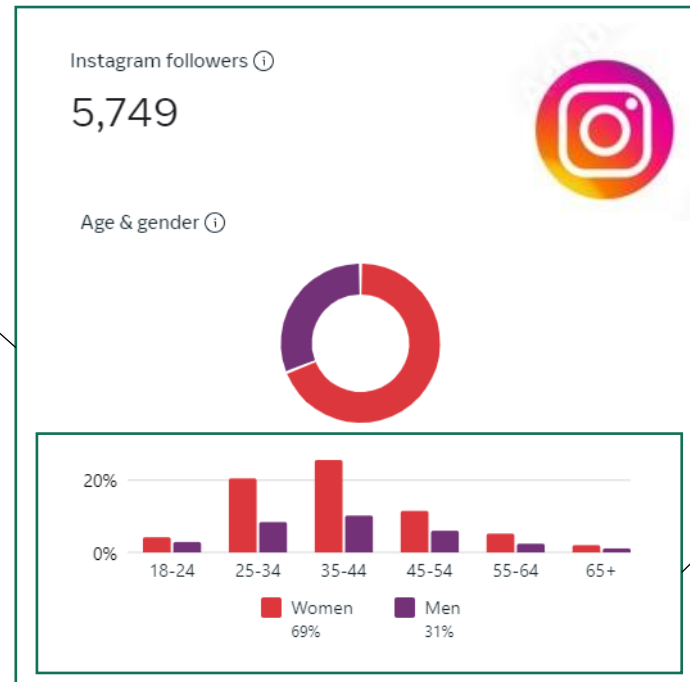 Instagram followers ⓘ
5,749
Age & gender ⓘ
20%
0%
18-24 25-34 35-44 45-54 55-64 65+
Women Men
69% 31%